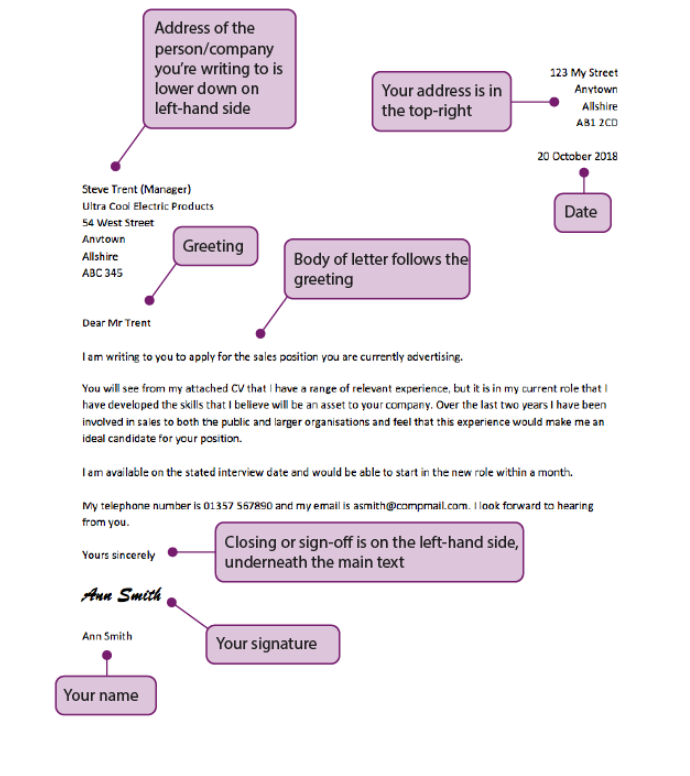 Address of the
person/company
you're writing to is
lower down on
left-hand side
Your address is in
the top-right
123 My Street
Anytown
Allshire
AB1 2CD
20 October 2018
Date
Steve Trent (Manager)
Ultra Cool Electric Products
54 West Street
Anytown
Allshire
ABC 345
Greeting
Body of letter follows the
greeting
Dear Mr Trent
I am writing to you to apply for the sales position you are currently advertising.
You will see from my attached CV that I have a range of relevant experience, but it is in my current role that I
have developed the skills that I believe will be an asset to your company. Over the last two years I have been
involved in sales to both the public and larger organisations and feel that this experience would make me an
ideal candidate for your position.
I am available on the stated interview date and would be able to start in the new role within a month.
My telephone number is 01357 567890 and my email is asmith@compmail.com. I look forward to hearing
from you.
Closing or sign-off is on the left-hand side,
underneath the main text
Yours sincerely
Ann Smith
Your signature
Ann Smith
Your name